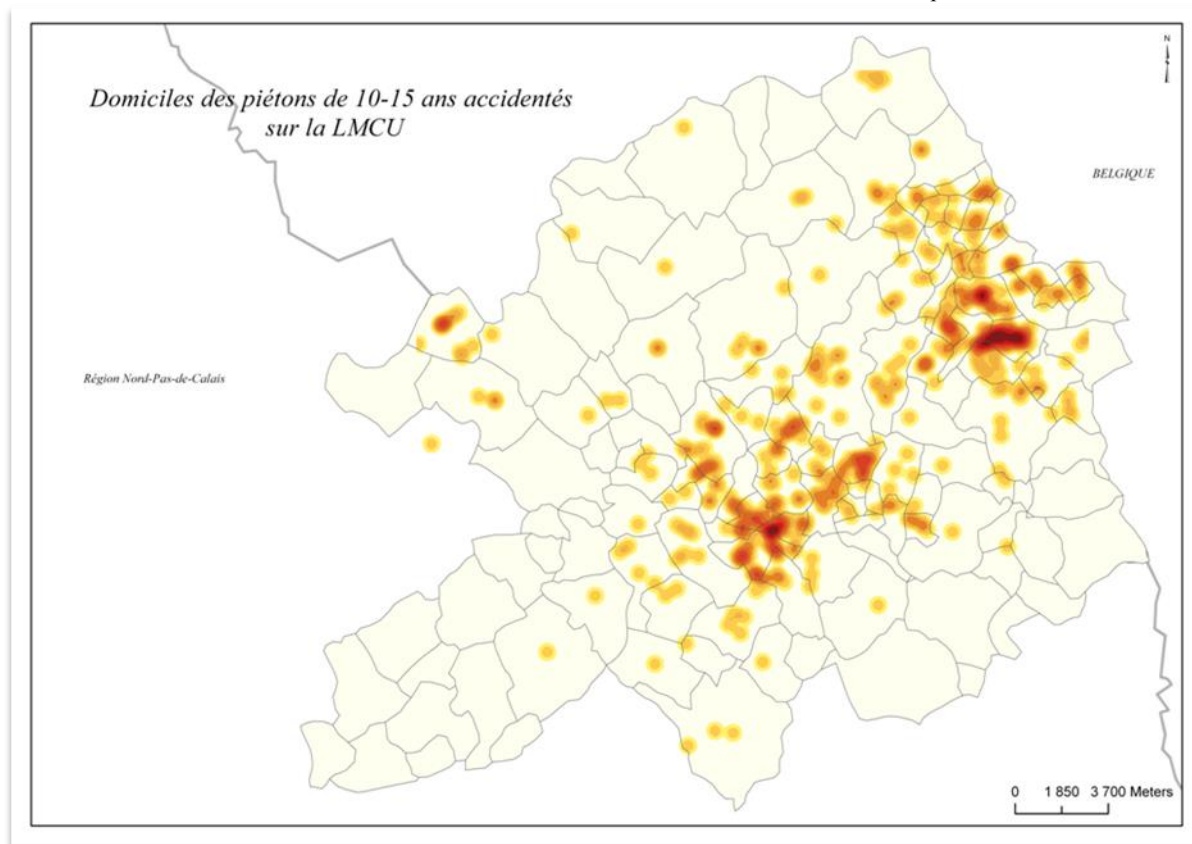 Domiciles des piétons de 10-15 ans accidentés
sur la LMCU
N
BELGIQUE
Région Nord-Pas-de-Calais
0 1 850 3 700 Meters